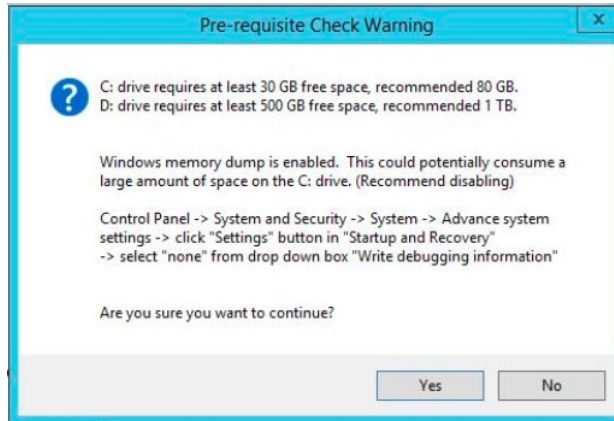 Pre-requisite Check Warning
x
?
C: drive requires at least 30 GB free space, recommended 80 GB.
D: drive requires at least 500 GB free space, recommended 1 TB.
Windows memory dump is enabled.  This could potentially consume a
large amount of space on the C: drive. (Recommend disabling)
Control Panel -> System and Security -> System -> Advance system
settings -> click "Settings" button in "Startup and Recovery"
-> select "none" from drop down box "Write debugging information"
Are you sure you want to continue?
Yes No